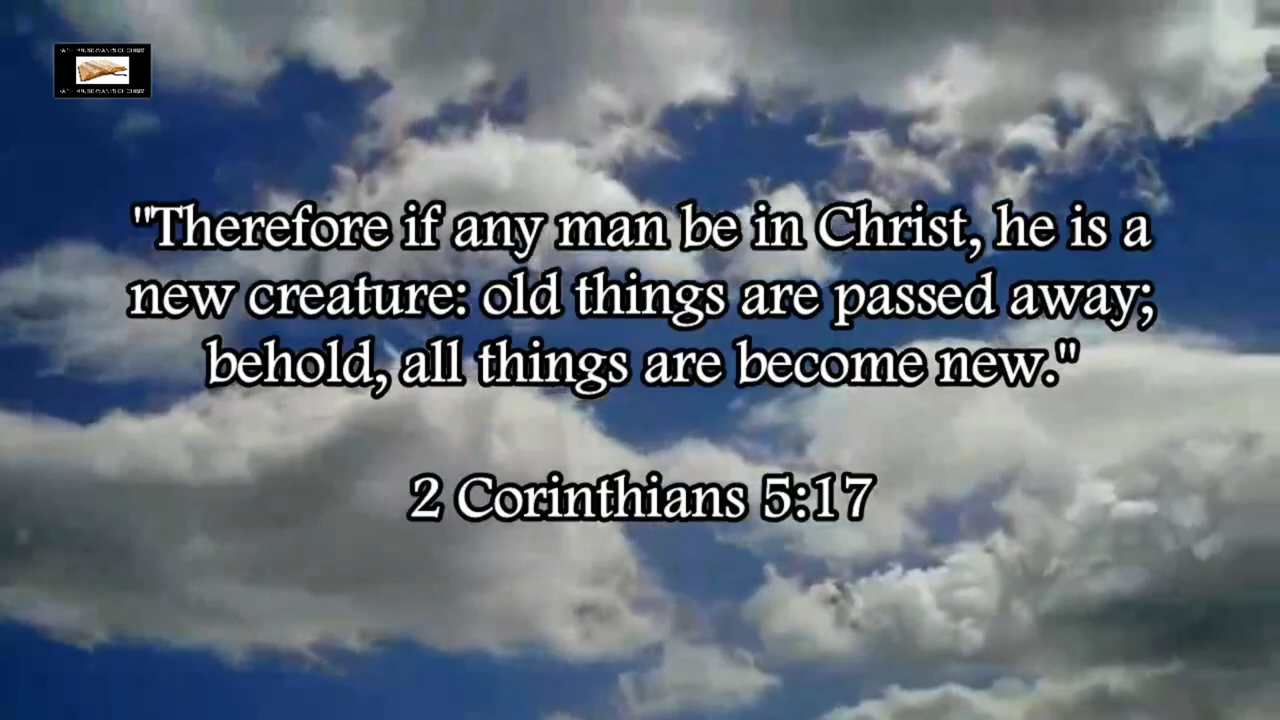 "Therefore if any man be in Christ, he is a
new creature: old things are passed away;
behold, all things are become new."
2 Corinthians 5:17